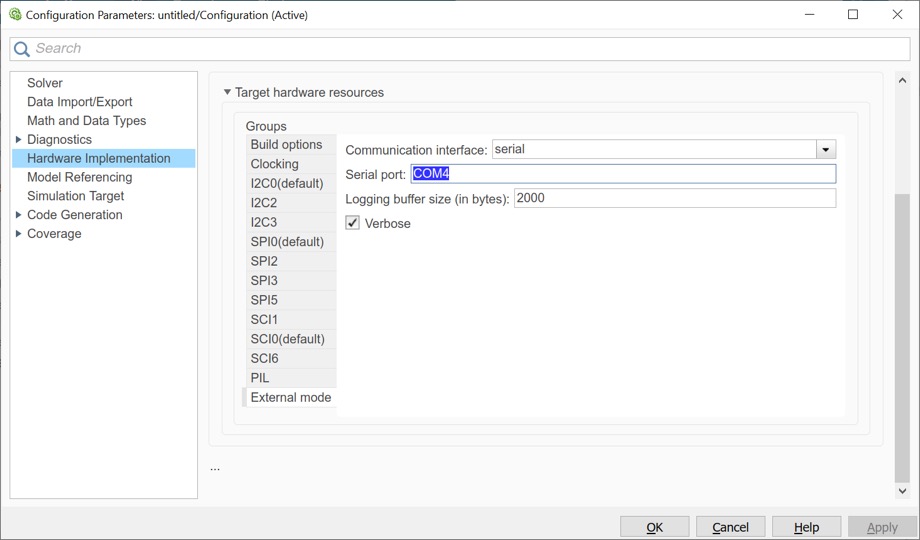 Configuration Parameters: untitled/Configuration (Active)
Search
Solver
Data Import/Export
Math and Data Types
Diagnostics
Hardware Implementation
Model Referencing
Simulation Target
Code Generation
Coverage
Target hardware resources
Groups
Build options
Clocking
I2C0(default)
I2C2
I2C3
SPI0(default)
SPI2
SPI3
SPI5
SCI1
SCI0(default)
SCI6
PIL
External mode
Communication interface: serial
Serial port: COM4
Logging buffer size (in bytes): 2000
Verbose
...
OK Cancel Help Apply